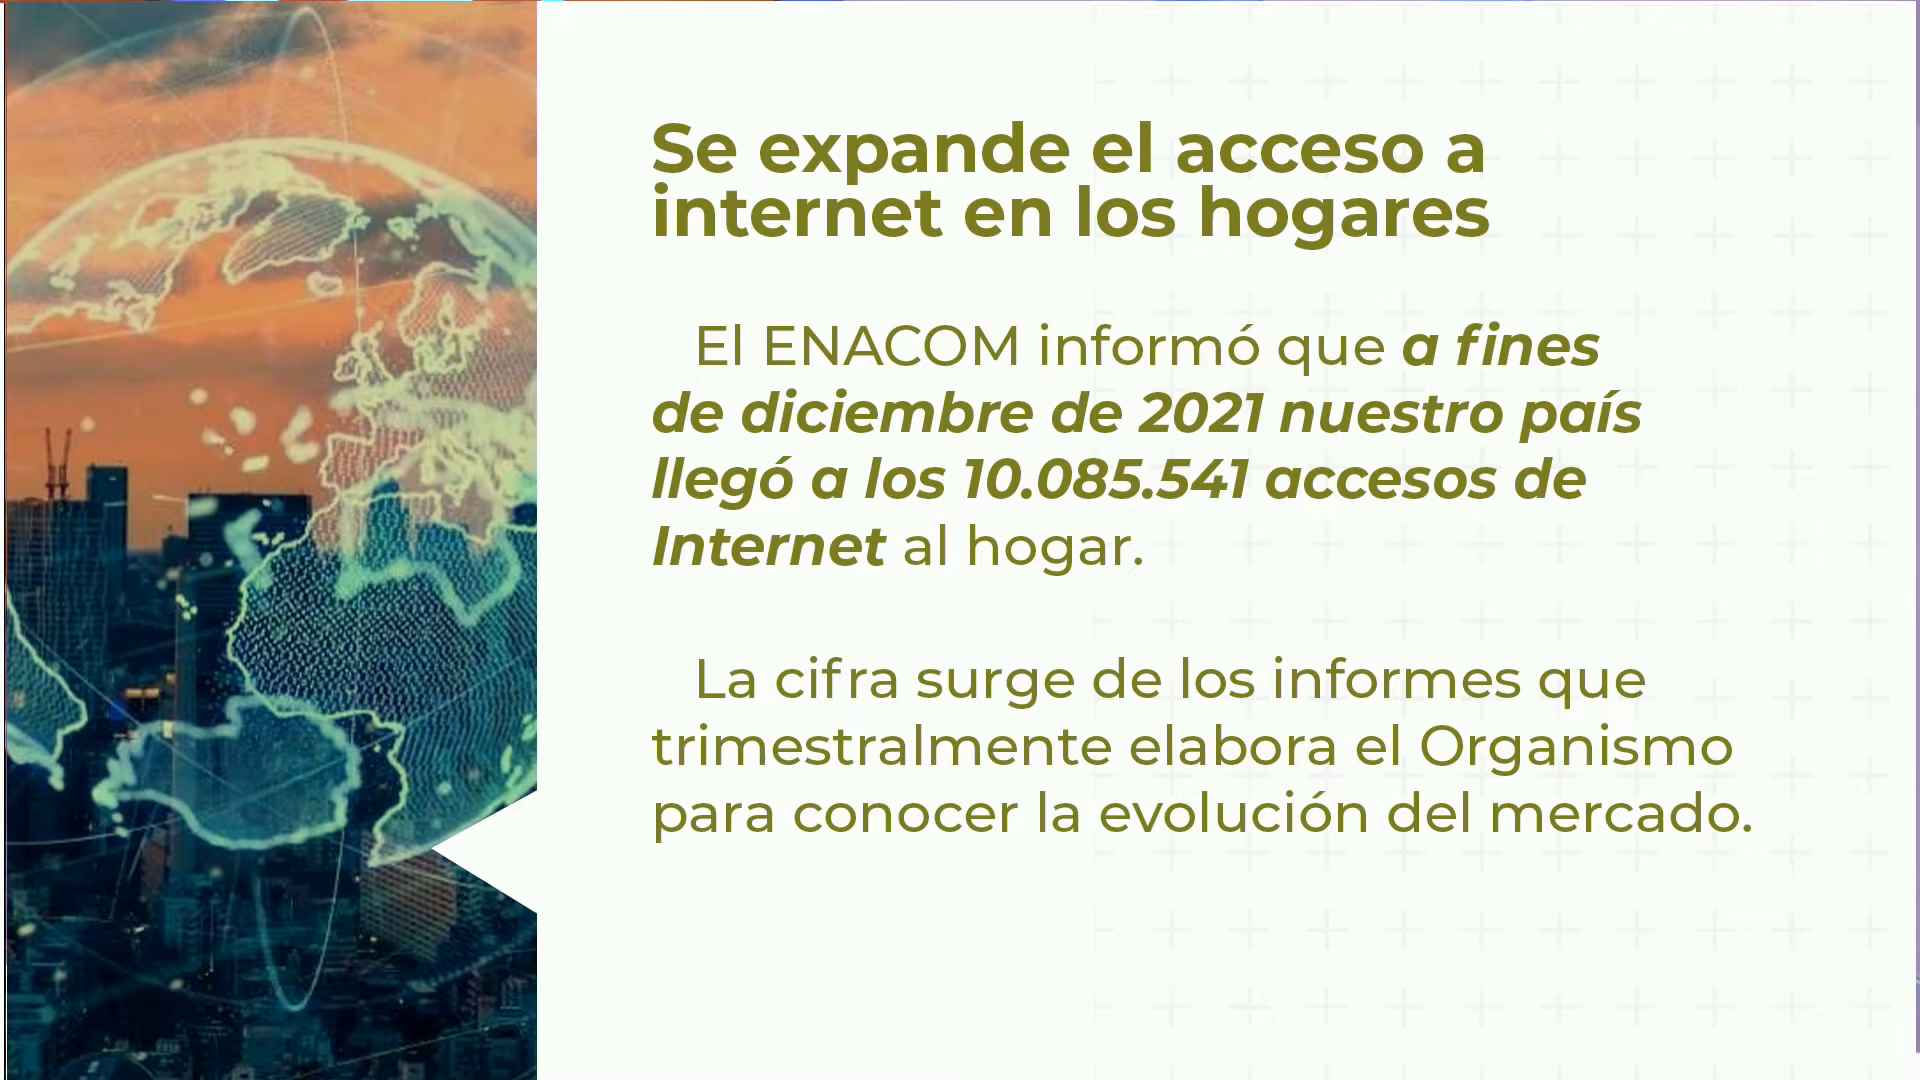 Se expande el acceso a
internet en los hogares
El ENACOM informó que a fines
de diciembre de 2021 nuestro país
llegó a los 10.085.541 accesos de
Internet al hogar.
La cifra surge de los informes que
trimestralmente elabora el Organismo
para conocer la evolución del mercado.